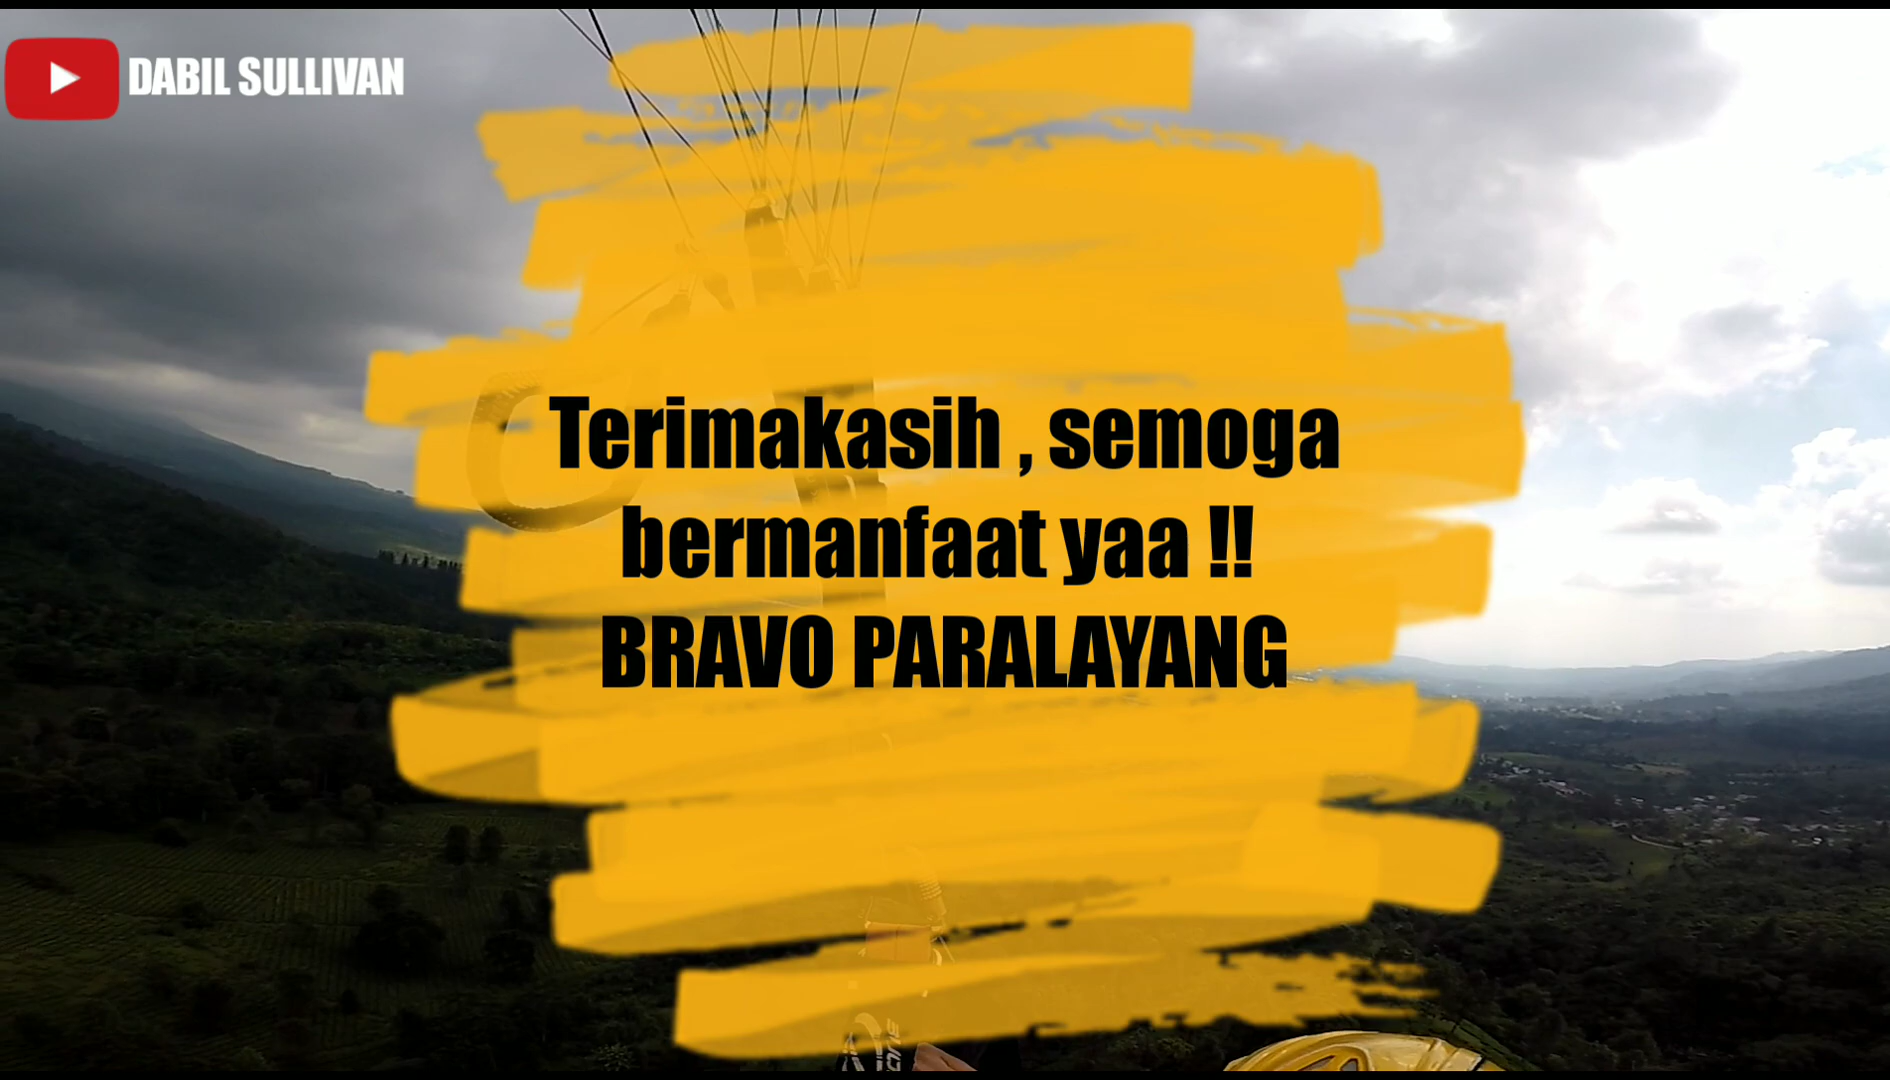 DABIL SULLIVAN
Terimakasih , semoga
bermanfaat yaa !!
BRAVO PARALAYANG